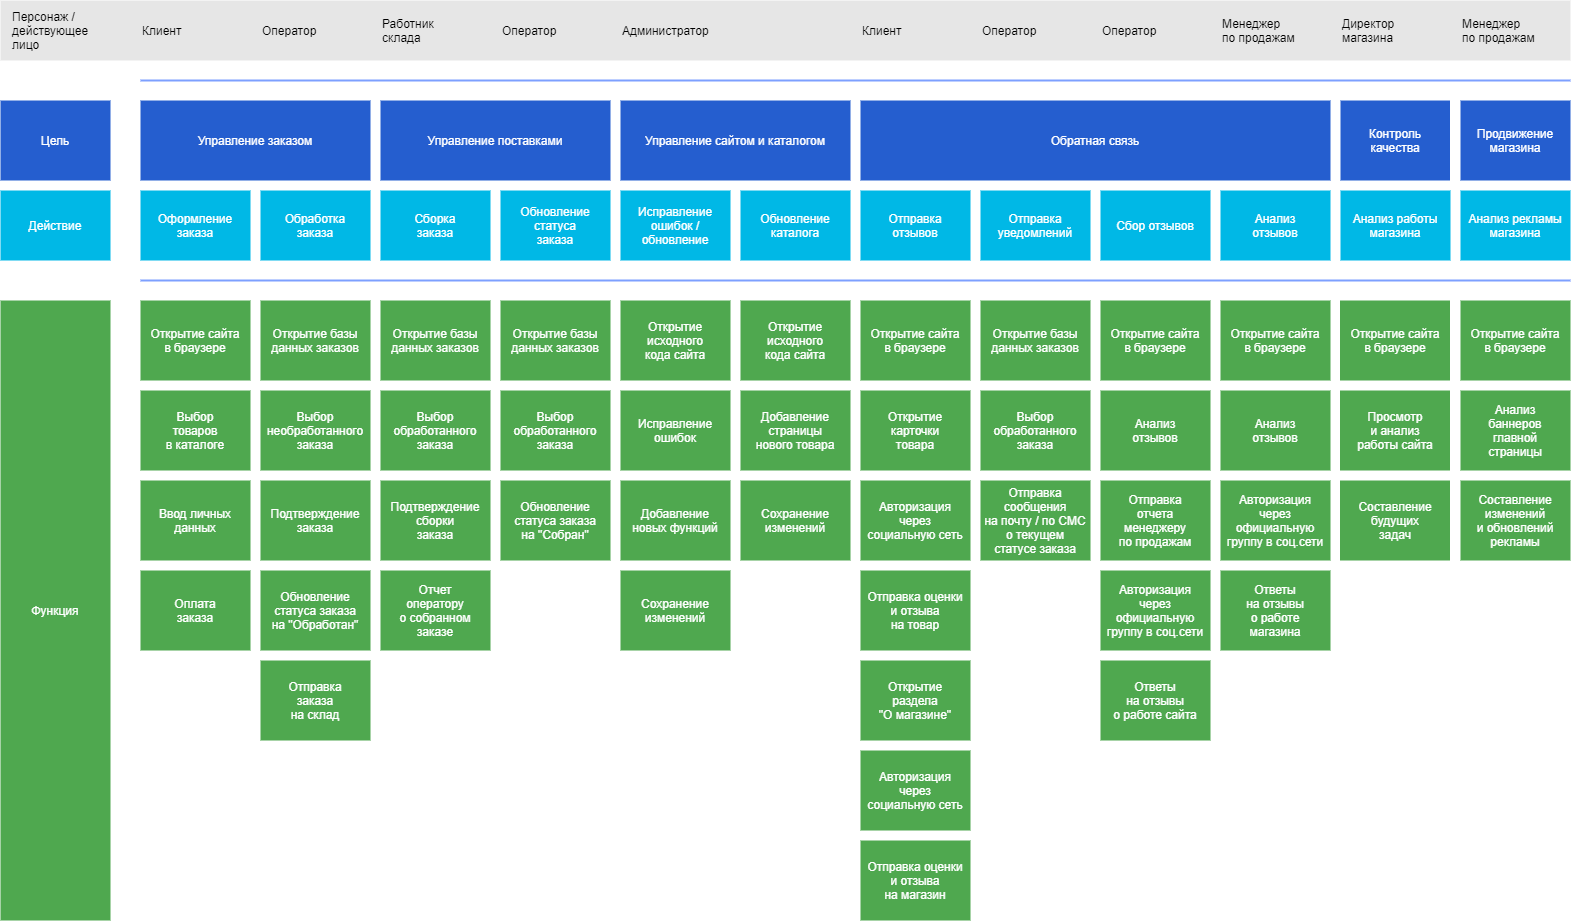 Персонаж /
действующее
лицо
Клиент
Оператор
Работник
склада
Оператор
Администратор
Клиент
Оператор
Оператор
Менеджер
по продажам
Директор
магазина
Менеджер
по продажам
Цель
Управление заказом
Управление поставками
Управление сайтом и каталогом
Обратная связь
Контроль
качества
Продвижение
магазина
Действие
Оформление
заказа
Обработка
заказа
Сборка
заказа
Обновление
статуса
заказа
Исправление
ошибок /
обновление
Обновление
каталога
Отправка
отзывов
Отправка
уведомлений
Сбор отзывов
Анализ
отзывов
Анализ работы
магазина
Анализ рекламы
магазина
Функция
Открытие сайта
в браузере
Открытие базы
данных заказов
Открытие базы
данных заказов
Открытие базы
данных заказов
Открытие
исходного
кода сайта
Открытие
исходного
кода сайта
Открытие сайта
в браузере
Открытие базы
данных заказов
Открытие сайта
в браузере
Открытие сайта
в браузере
Открытие сайта
в браузере
Открытие сайта
в браузере
Выбор
товаров
в каталоге
Выбор
необработанного
заказа
Выбор
обработанного
заказа
Выбор
обработанного
заказа
Исправление
ошибок
Добавление
страницы
нового товара
Открытие
карточки
товара
Выбор
обработанного
заказа
Анализ
отзывов
Анализ
отзывов
Просмотр
и анализ
работы сайта
Анализ
баннеров
главной
страницы
Ввод личных
данных
Подтверждение
заказа
Подтверждение
сборки
заказа
Обновление
статуса заказа
на "Собран"
Добавление
новых функций
Сохранение
изменений
Авторизация
через
социальную сеть
Отправка
сообщения
на почту / по СМС
о текущем
статусе заказа
Отправка
отчета
менеджеру
по продажам
Авторизация
через
официальную
группу в соц.сети
Составление
будущих
задач
Составление
изменений
и обновлений
рекламы
Оплата
заказа
Обновление
статуса заказа
на "Обработан"
Отчет
оператору
о собранном
заказе
Сохранение
изменений
Отправка оценки
и отзыва
на товар
Авторизация
через
официальную
группу в соц.сети
Ответы
на отзывы
о работе
магазина
Отправка
заказа
на склад
Открытие
раздела
"О магазине"
Ответы
на отзывы
о работе сайта
Авторизация
через
социальную сеть
Отправка оценки
и отзыва
на магазин